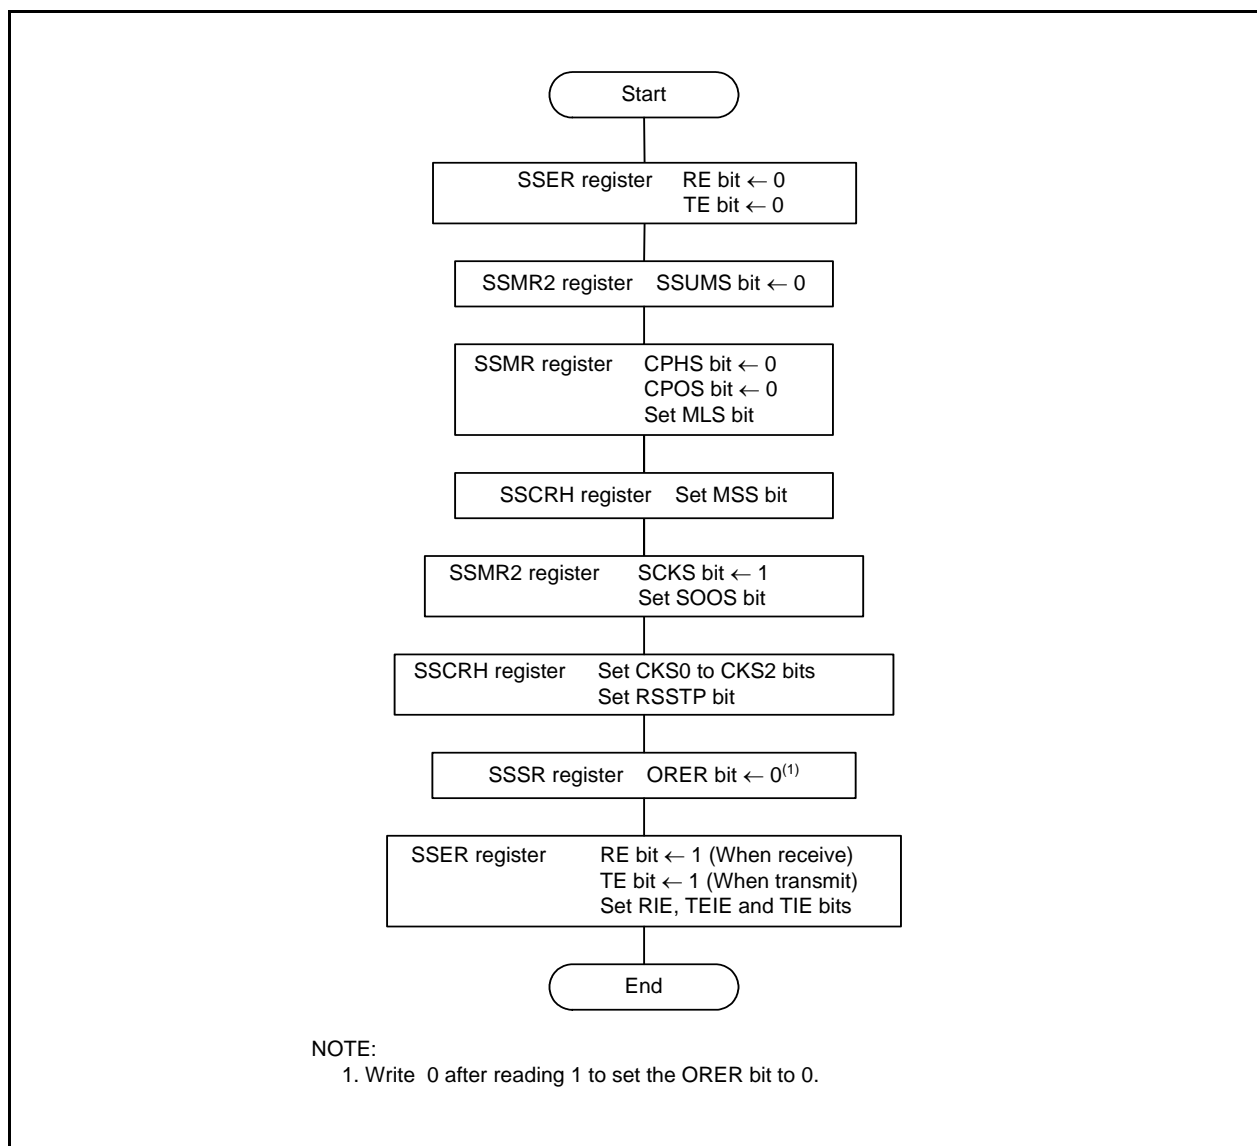 Start
SSER register RE bit ← 0
TE bit ← 0
SSMR2 register SSUMS bit ← 0
SSMR register CPHS bit ← 0
CPOS bit ← 0
Set MLS bit
SSCRH register Set MSS bit
SSMR2 register SCKS bit ← 1
Set SOOS bit
SSCRH register Set CKS0 to CKS2 bits
Set RSSTP bit
SSSR register ORER bit ← 0(1)
SSER register RE bit ← 1 (When receive)
TE bit ← 1 (When transmit)
Set RIE, TEIE and TIE bits
End
NOTE:
1. Write 0 after reading 1 to set the ORER bit to 0.